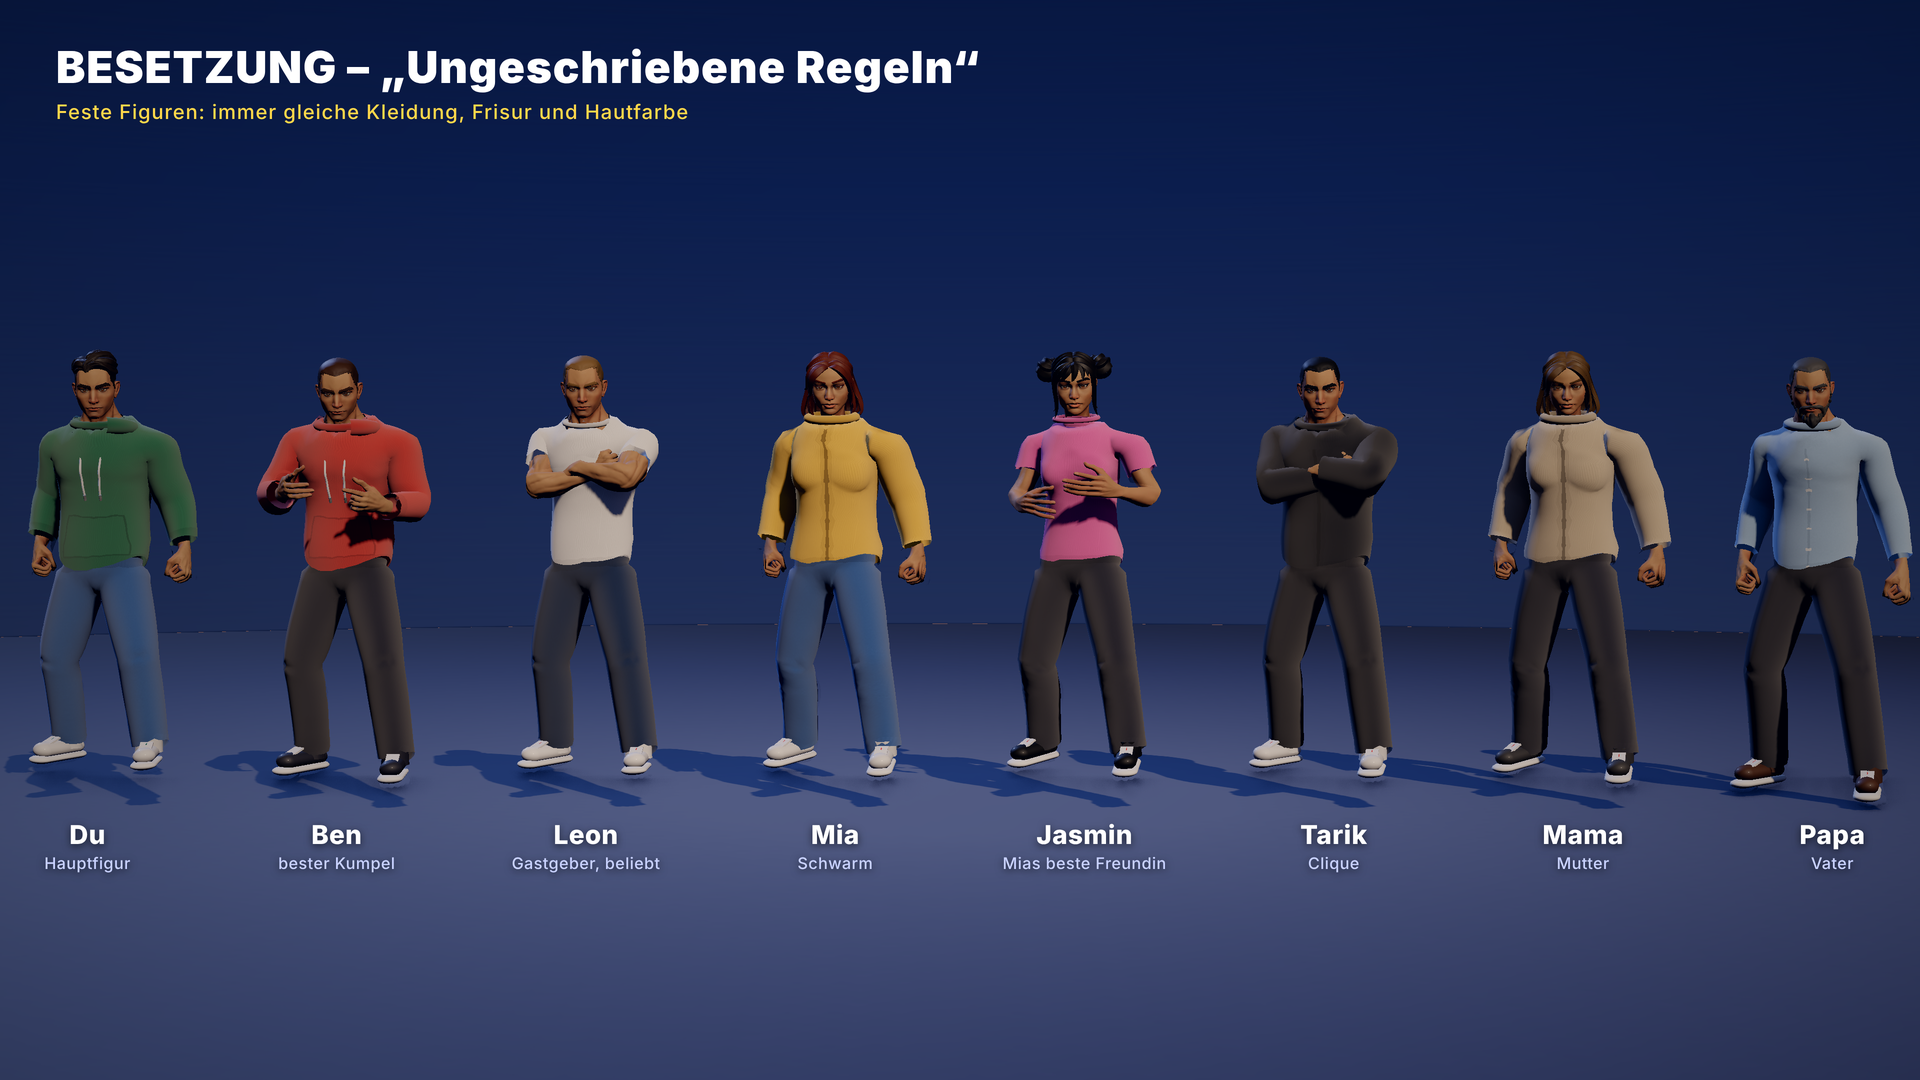 BESETZUNG – „Ungeschriebene Regeln“
Feste Figuren: immer gleiche Kleidung, Frisur und Hautfarbe
Du
Hauptfigur
Ben
bester Kumpel
Leon
Gastgeber, beliebt
Mia
Schwarm
Jasmin
Mias beste Freundin
Tarik
Clique
Mama
Mutter
Papa
Vater